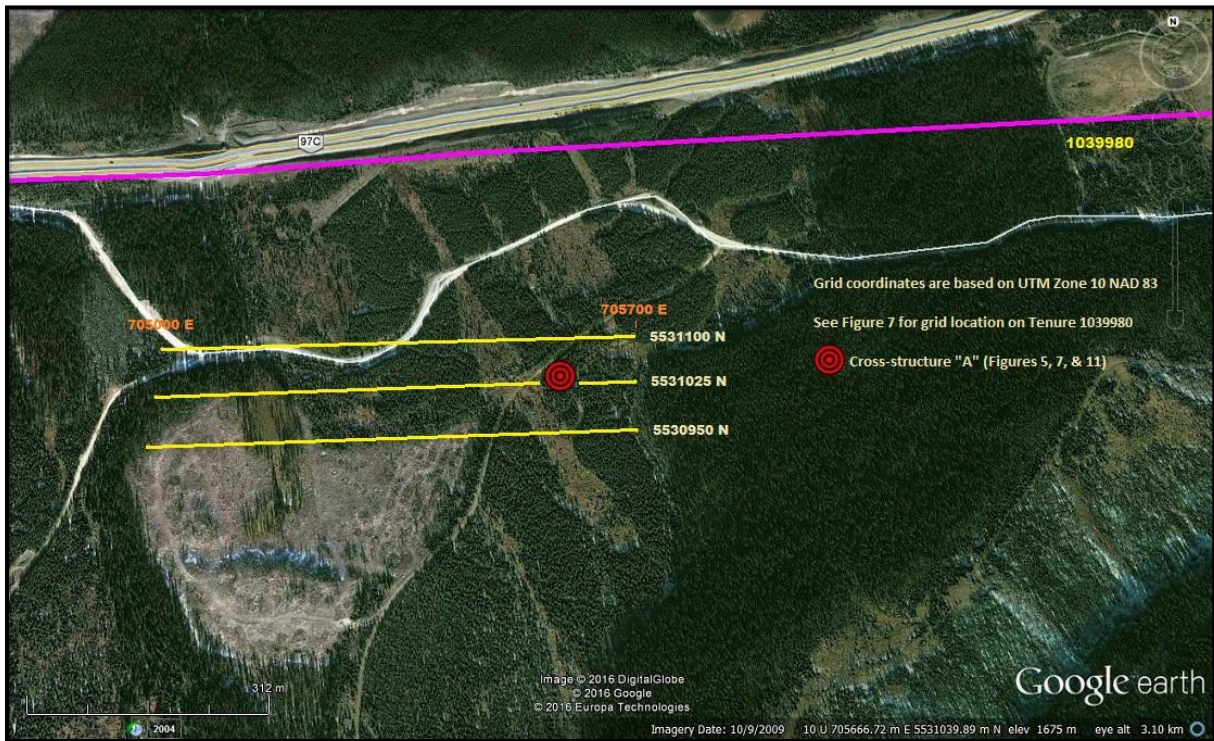 N
97C
1039980
Grid coordinates are based on UTM Zone 10 NAD 83
705000 E
705700 E
See Figure 7 for grid location on Tenure 1039980
5531100 N
Cross-structure "A" (Figures 5, 7, & 11)
5531025 N
5530950 N
312 m
Image © 2016 DigitalGlobe
© 2016 Google
© 2016 Europa Technologies
Google earth
2004
Imagery Date: 10/9/2009 10 U 705666.72 m E 5531039.89 m N elev 1675 m eye alt 3.10 km